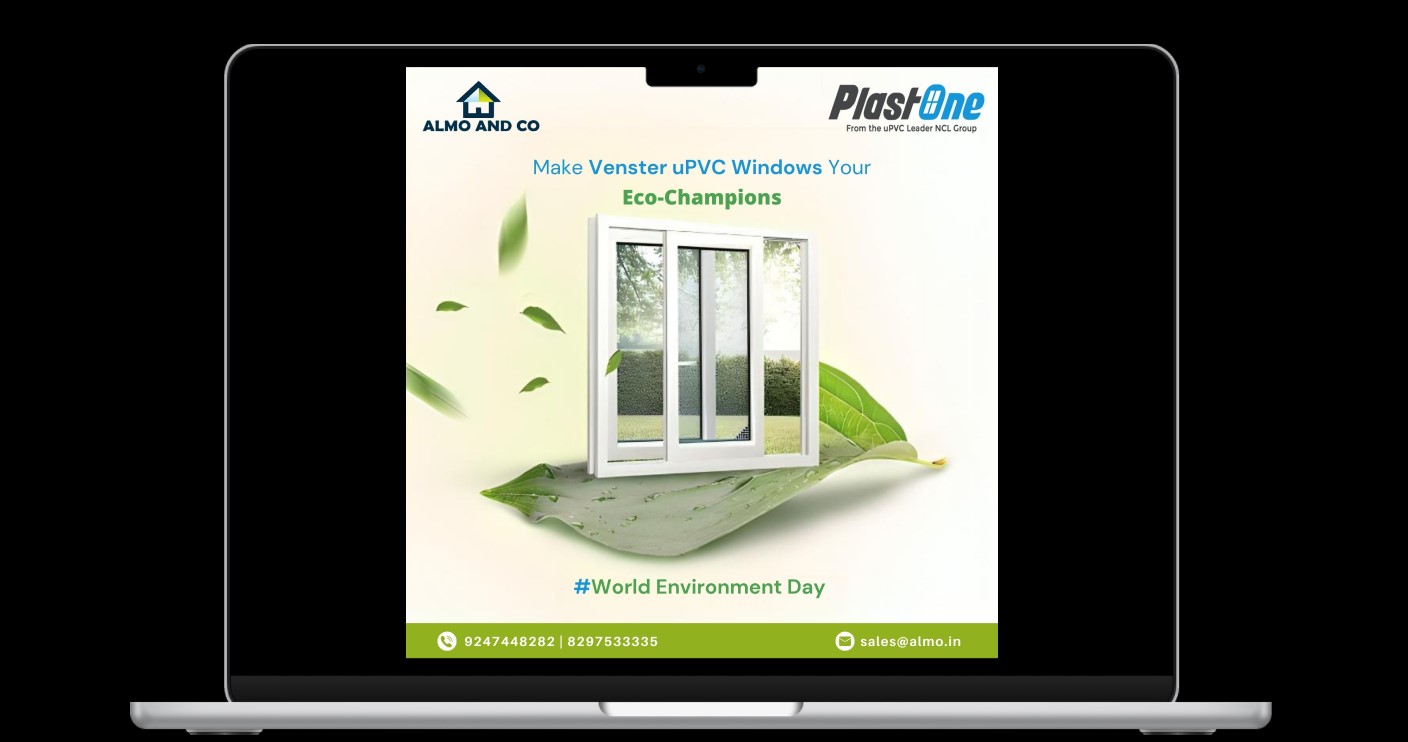 ALMO AND CO
PlastOne
From the uPVC Leader NCL Group
Make Venster uPVC Windows Your
Eco-Champions
#World Environment Day
9247448282 | 8297533335
sales@almo.in